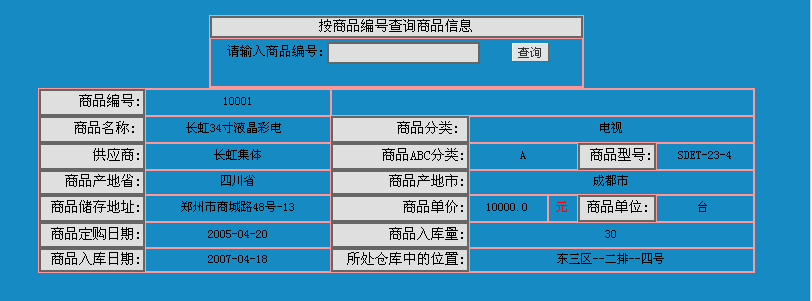 按商品编号查询商品信息
请输入商品编号: 查询
商品编号: 10001
商品名称: 长虹34寸液晶彩电 商品分类: 电视
供应商: 长虹集体 商品ABC分类: A 商品型号: SDET-23-4
商品产地省: 四川省 商品产地市: 成都市
商品储存地址: 郑州市商城路48号-13 商品单价: 10000.0 元 商品单位: 台
商品定购日期: 2005-04-20 商品入库量: 30
商品入库日期: 2007-04-18 所处仓库中的位置: 东三区--二排--四号